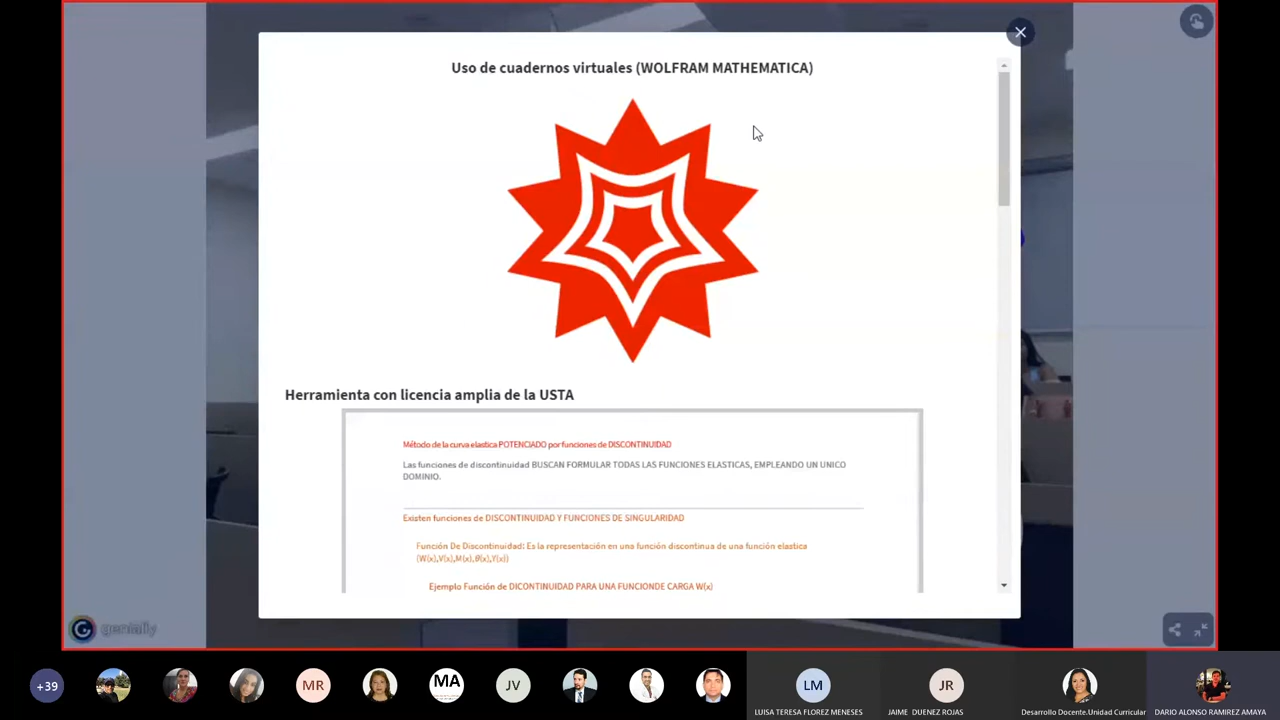 Uso de cuadernos virtuales (WOLFRAM MATHEMATICA)
Herramienta con licencia amplia de la USTA
Método de la curva elastica POTENCIADO por funciones de DISCONTINUIDAD
Las funciones de discontinuidad BUSCAN FORMULAR TODAS LAS FUNCIONES ELASTICAS, EMPLEANDO UN UNICO
DOMINIO.
Existen funciones de DISCONTINUIDAD Y FUNCIONES DE SINGULARIDAD
Función De Discontinuidad: Es la representación en una función discontinua de una función elastica
(W(x),V(x),M(x),θ(x),Y(x))
Ejemplo Función de DICONTINUIDAD PARA UNA FUNCIONDE CARGA W(x)
genially
+39
MR
MA
JV
LM
JR
LUISA TERESA FLOREZ MENESES
JAIME DUENEZ ROJAS
Desarrollo Docente.Unidad Curricular
DARIO ALONSO RAMIREZ AMAYA